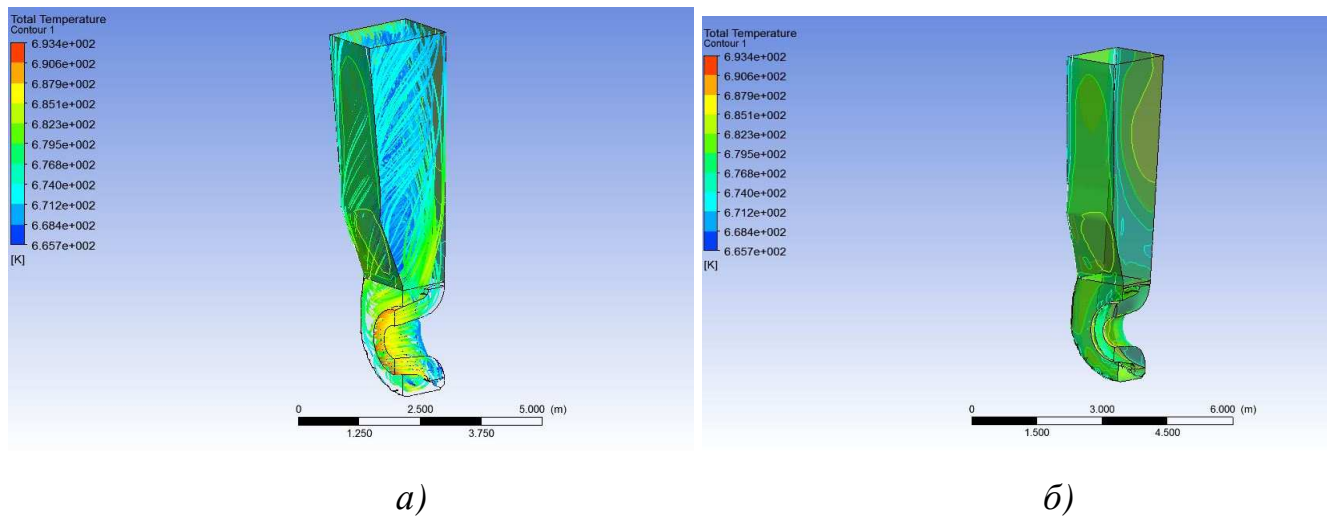 Total Temperature
Contour 1
6.934e+002
6.906e+002
6.879e+002
6.851e+002
6.823e+002
6.795e+002
6.768e+002
6.740e+002
6.712e+002
6.684e+002
6.657e+002
[K]
0 2.500 5.000 (m)
1.250 3.750
а)
Total Temperature
Contour 1
6.934e+002
6.906e+002
6.879e+002
6.851e+002
6.823e+002
6.795e+002
6.768e+002
6.740e+002
6.712e+002
6.684e+002
6.657e+002
[K]
0 3.000 6.000 (m)
1.500 4.500
б)